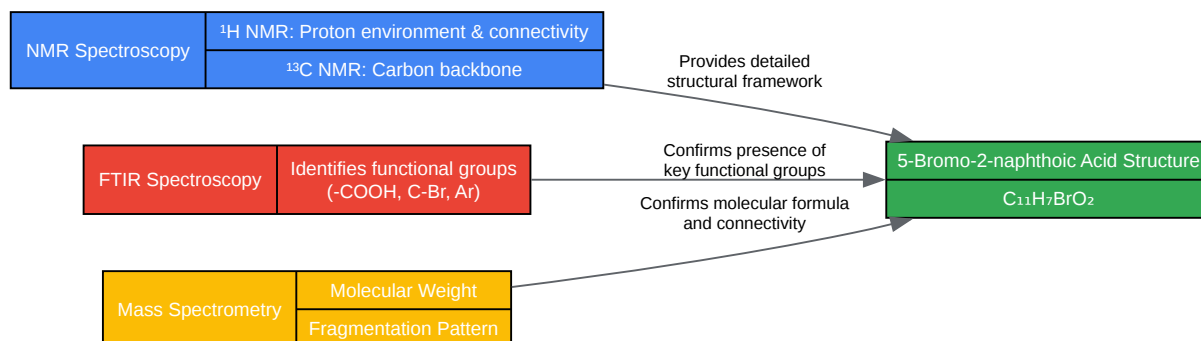 NMR Spectroscopy
¹H NMR: Proton environment & connectivity
¹³C NMR: Carbon backbone
Provides detailed
structural framework
FTIR Spectroscopy
Identifies functional groups
(-COOH, C-Br, Ar)
Confirms presence of
key functional groups
5-Bromo-2-naphthoic Acid Structure
C₁₁H₇BrO₂
Confirms molecular formula
and connectivity
Mass Spectrometry
Molecular Weight
Fragmentation Pattern